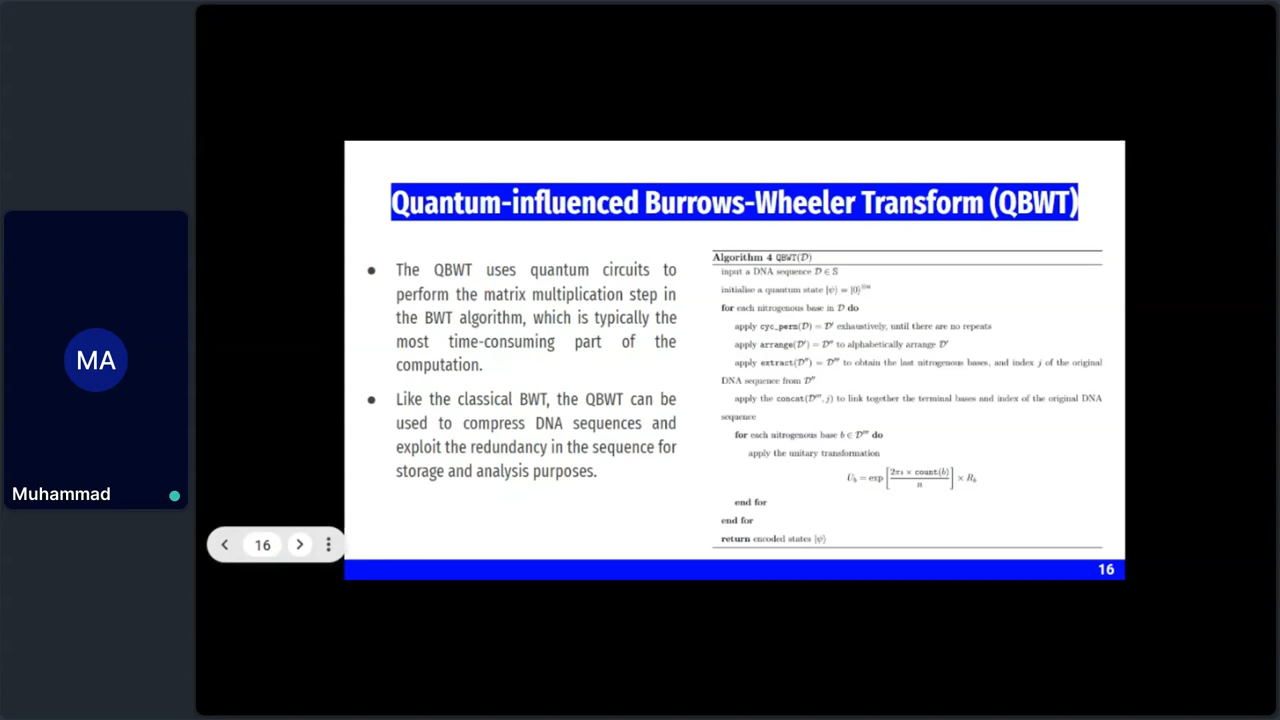 MA
Muhammad
Quantum-influenced Burrows-Wheeler Transform (QBWT)
● The QBWT uses quantum circuits to
perform the matrix multiplication step in
the BWT algorithm, which is typically the
most time-consuming part of the
computation.
● Like the classical BWT, the QBWT can be
used to compress DNA sequences and
exploit the redundancy in the sequence for
storage and analysis purposes.
Algorithm 4 QBWT(𝒟)
input a DNA sequence 𝒟 ∈ 𝕊
initialise a quantum state |ψ⟩ = |0⟩
for each nitrogenous base in 𝒟 do
apply cyc_perm(𝒟) = 𝒟′ exhaustively, until there are no repeats
apply arrange(𝒟′) = 𝒟″ to alphabetically arrange 𝒟′
apply extract(𝒟″) = 𝒟‴ to obtain the last nitrogenous bases, and index j of the original
DNA sequence from 𝒟″
apply the concat(𝒟‴, j) to link together the terminal bases and index of the original DNA
sequence
for each nitrogenous base b ∈ 𝒟‴ do
apply the unitary transformation
U_b = exp [2πi × count(b) / n] × R_b
end for
end for
return encoded states |ψ⟩
16
16